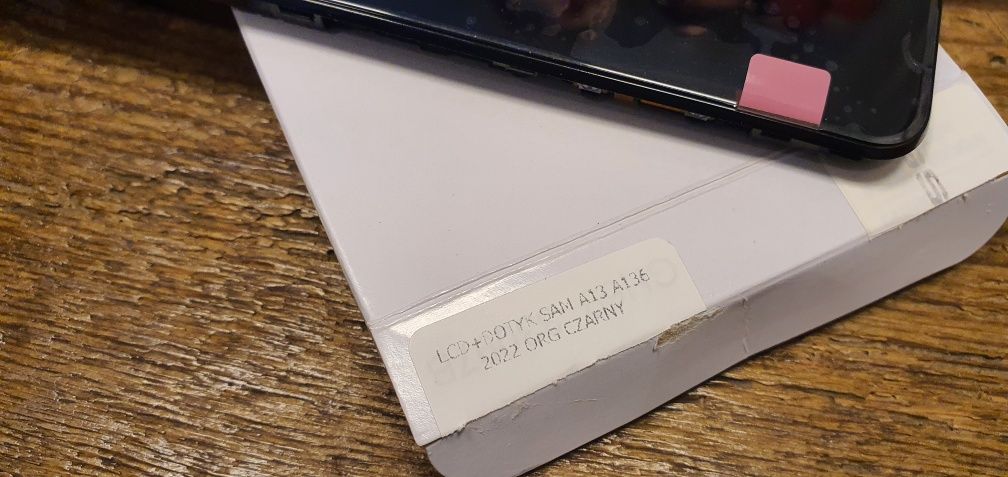 LCD+DOTYK SAM A13 A136
2022 ORG CZARNY